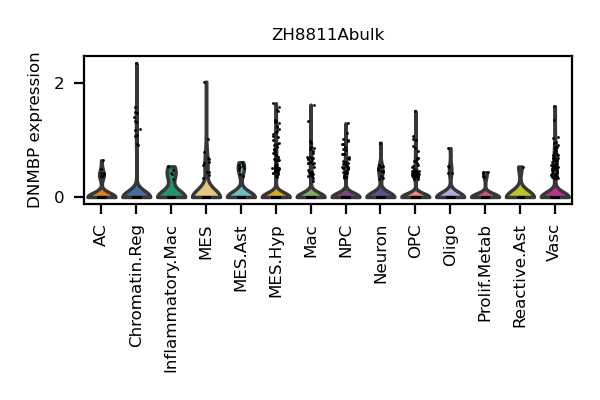 ZH8811Abulk
DNMBP expression
2
0
AC
Chromatin.Reg
Inflammatory.Mac
MES
MES.Ast
MES.Hyp
Mac
NPC
Neuron
OPC
Oligo
Prolif.Metab
Reactive.Ast
Vasc